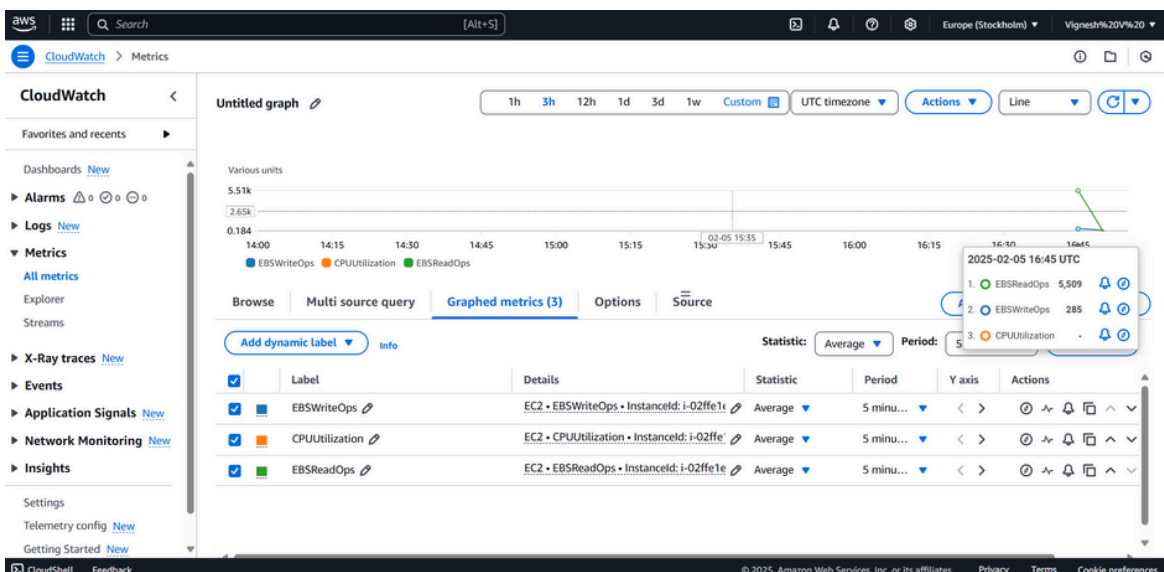 aws Search [Alt+S] Europe (Stockholm) Vignesh%20V%20
CloudWatch > Metrics
CloudWatch
Favorites and recents
Dashboards New
Alarms 0 0 0
Logs New
Metrics
All metrics
Explorer
Streams
X-Ray traces New
Events
Application Signals New
Network Monitoring New
Insights
Settings
Telemetry config New
Getting Started New
Untitled graph
1h 3h 12h 1d 3d 1w Custom UTC timezone Actions Line
Various units
5.51k
2.65k
0.184
14:00 14:15 14:30 14:45 15:00 15:15 15:30 02-05 15:35 15:45 16:00 16:15 16:30 16:45
EBSWriteOps CPUUtilization EBSReadOps
2025-02-05 16:45 UTC
1. EBSReadOps 5,509
2. EBSWriteOps 285
3. CPUUtilization -
Browse Multi source query Graphed metrics (3) Options Source
Add dynamic label Info Statistic: Average Period: 5
Label Details Statistic Period Y axis Actions
EBSWriteOps EC2 • EBSWriteOps • InstanceId: i-02ffe1e Average 5 minu...
CPUUtilization EC2 • CPUUtilization • InstanceId: i-02ffe Average 5 minu...
EBSReadOps EC2 • EBSReadOps • InstanceId: i-02ffe1e Average 5 minu...
CloudShell Feedback © 2025, Amazon Web Services, Inc. or its affiliates. Privacy Terms Cookie preferences